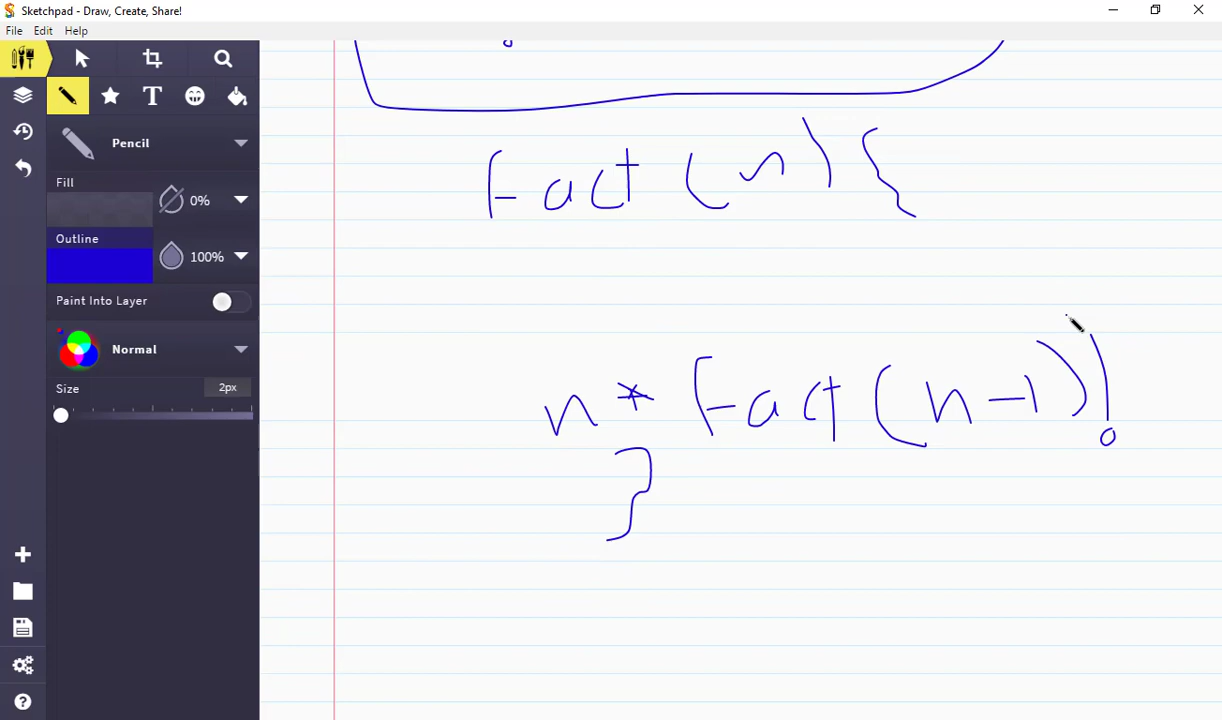 Sketchpad - Draw, Create, Share!
File Edit Help
Pencil
Fill
0%
Outline
100%
Paint Into Layer
Normal
Size
2px
Fact (n) {
n * Fact (n-1)!
}